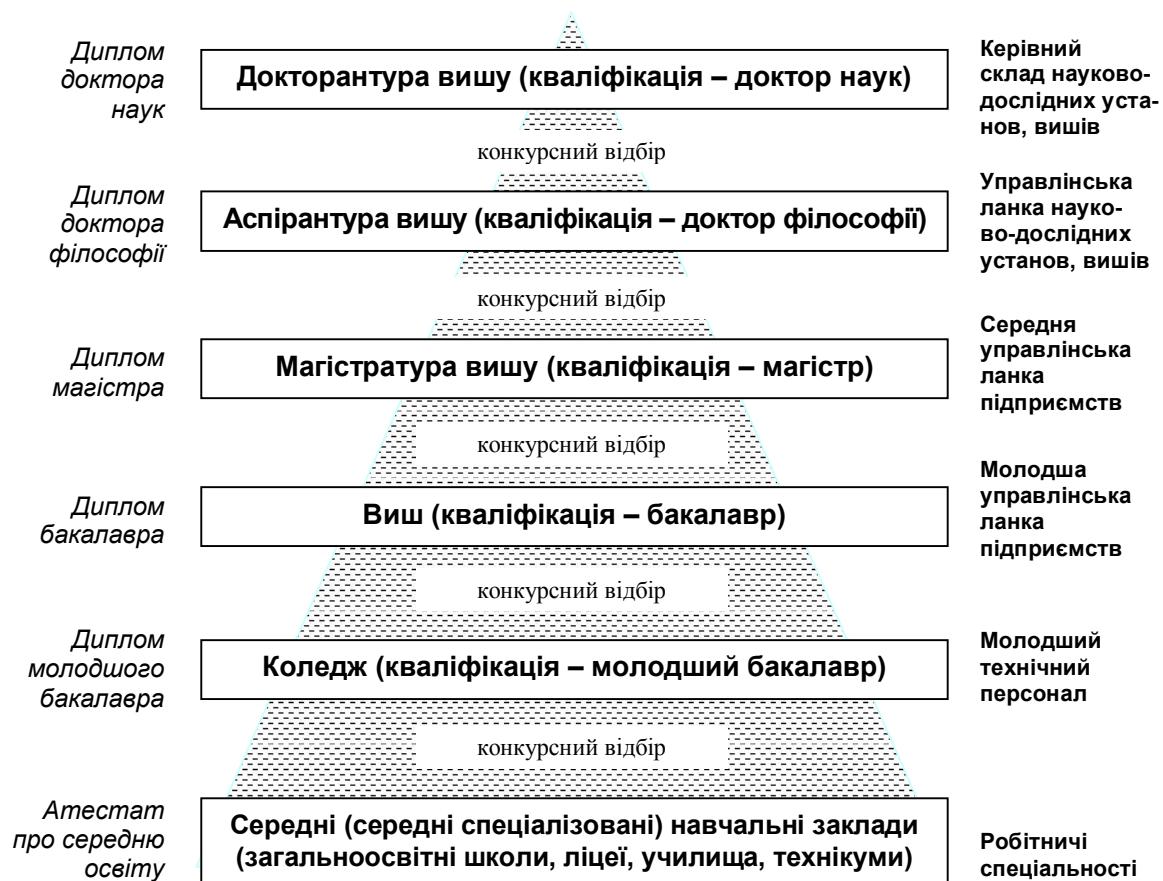 Диплом
доктора
наук
Докторантура вишу (кваліфікація – доктор наук)
Керівний
склад науково-
дослідних уста-
нов, вишів
конкурсний відбір
Диплом
доктора
філософії
Аспірантура вишу (кваліфікація – доктор філософії)
Управлінська
ланка науко-
во-дослідних
установ, вишів
конкурсний відбір
Диплом
магістра
Магістратура вишу (кваліфікація – магістр)
Середня
управлінська
ланка
підприємств
конкурсний відбір
Диплом
бакалавра
Виш (кваліфікація – бакалавр)
Молодша
управлінська
ланка
підприємств
конкурсний відбір
Диплом
молодшого
бакалавра
Коледж (кваліфікація – молодший бакалавр)
Молодший
технічний
персонал
конкурсний відбір
Атестат
про середню
освіту
Середні (середні спеціалізовані) навчальні заклади
(загальноосвітні школи, ліцеї, училища, технікуми)
Робітничі
спеціальності